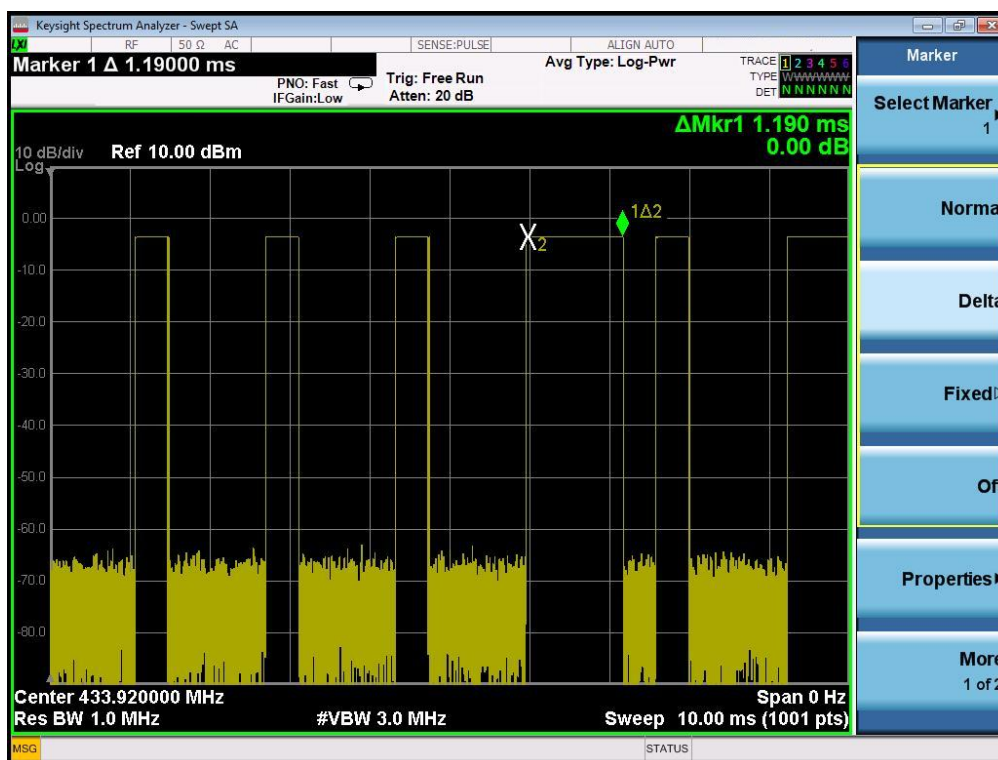 Keysight Spectrum Analyzer - Swept SA
LXI RF 50 Ω AC SENSE:PULSE ALIGN AUTO
Marker 1 Δ 1.19000 ms
PNO: Fast
IFGain:Low
Trig: Free Run
Atten: 20 dB
Avg Type: Log-Pwr
TRACE 1 2 3 4 5 6
TYPE WWWWWW
DET N N N N N N
ΔMkr1 1.190 ms
0.00 dB
10 dB/div Ref 10.00 dBm
Log
0.00
-10.0
-20.0
-30.0
-40.0
-50.0
-60.0
-70.0
-80.0
1Δ2
X2
Center 433.920000 MHz Span 0 Hz
Res BW 1.0 MHz #VBW 3.0 MHz Sweep 10.00 ms (1001 pts)
MSG STATUS
Marker
Select Marker
1
Norma
Delta
Fixed
Of
Properties
More
1 of 2